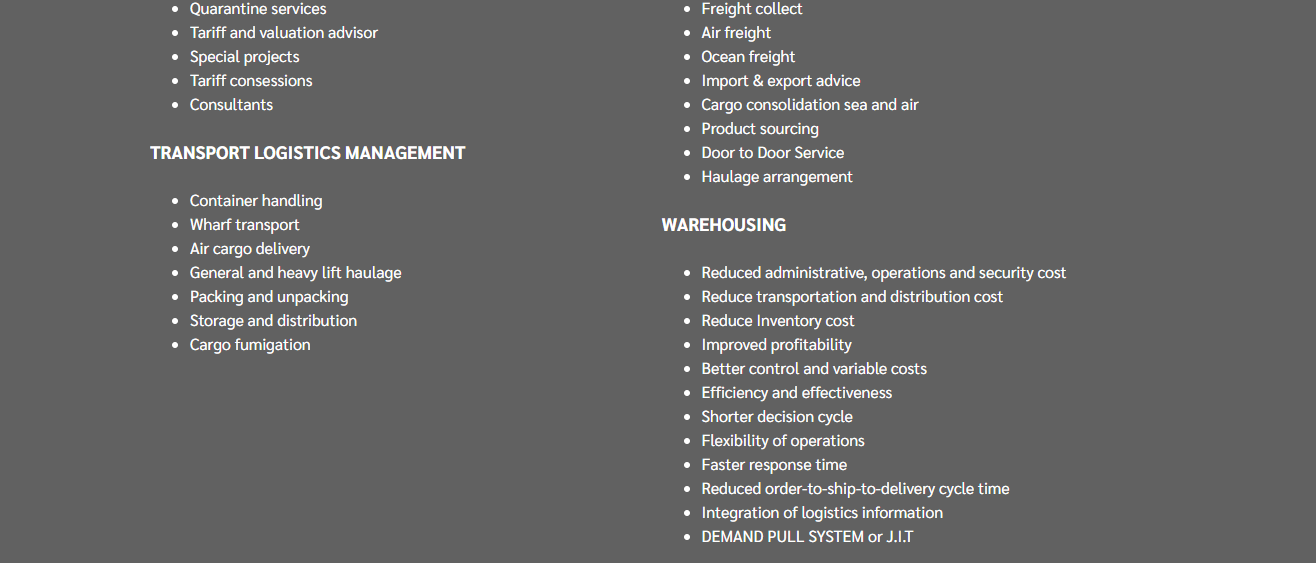 Quarantine services
Tariff and valuation advisor
Special projects
Tariff consessions
Consultants
TRANSPORT LOGISTICS MANAGEMENT
Container handling
Wharf transport
Air cargo delivery
General and heavy lift haulage
Packing and unpacking
Storage and distribution
Cargo fumigation
Freight collect
Air freight
Ocean freight
Import & export advice
Cargo consolidation sea and air
Product sourcing
Door to Door Service
Haulage arrangement
WAREHOUSING
Reduced administrative, operations and security cost
Reduce transportation and distribution cost
Reduce Inventory cost
Improved profitability
Better control and variable costs
Efficiency and effectiveness
Shorter decision cycle
Flexibility of operations
Faster response time
Reduced order-to-ship-to-delivery cycle time
Integration of logistics information
DEMAND PULL SYSTEM or J.I.T